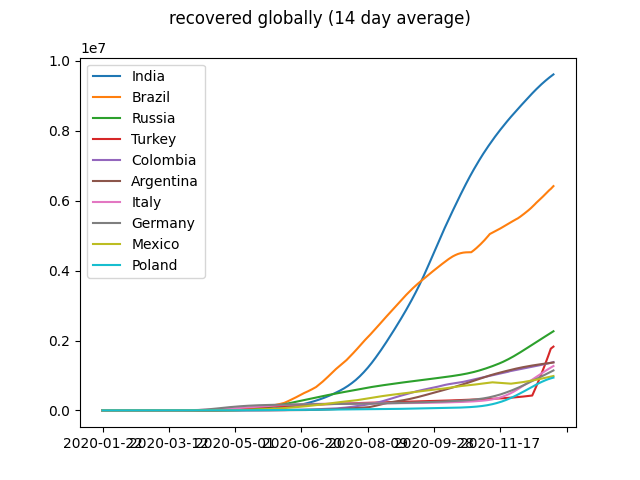 recovered globally (14 day average)
1e7
1.0
0.8
0.6
0.4
0.2
0.0
India
Brazil
Russia
Turkey
Colombia
Argentina
Italy
Germany
Mexico
Poland
2020-01-22 2020-03-12 2020-05-01 2020-06-20 2020-08-09 2020-09-28 2020-11-17